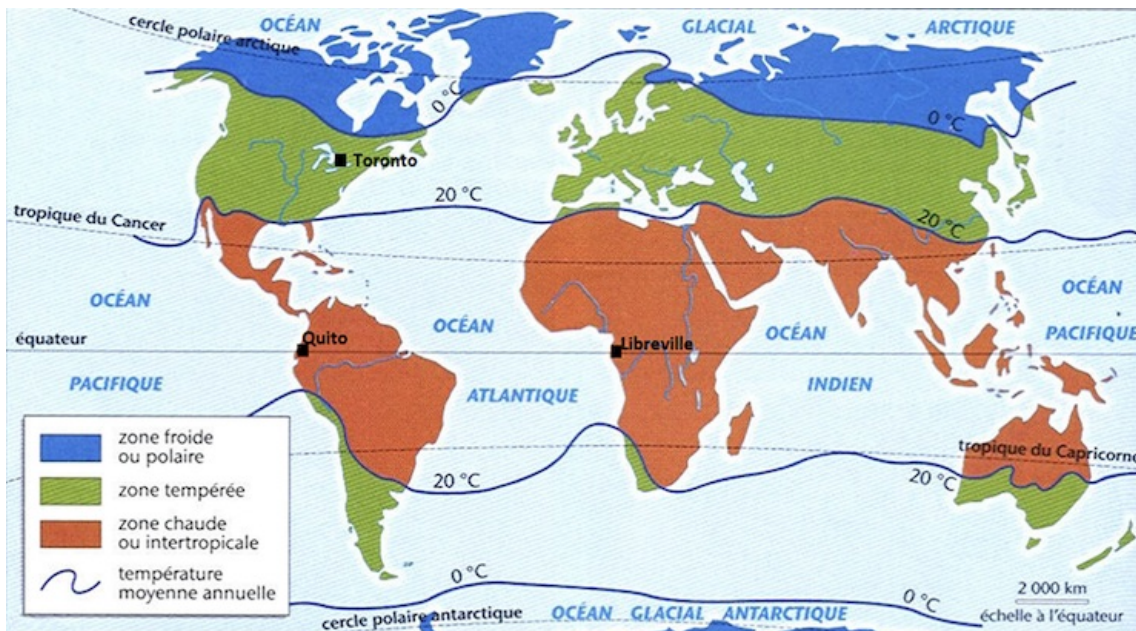 OCÉAN
GLACIAL
ARCTIQUE
cercle polaire arctique
0 °C
0 °C
Toronto
20 °C
20 °C
tropique du Cancer
OCÉAN
OCÉAN
OCÉAN
OCÉAN
équateur
Quito
Libreville
PACIFIQUE
PACIFIQUE
ATLANTIQUE
INDIEN
zone froide
ou polaire
zone tempérée
zone chaude
ou intertropicale
température
moyenne annuelle
tropique du Capricorne
20 °C
20 °C
0 °C
0 °C
2 000 km
échelle à l'équateur
cercle polaire antarctique
OCÉAN GLACIAL ANTARCTIQUE